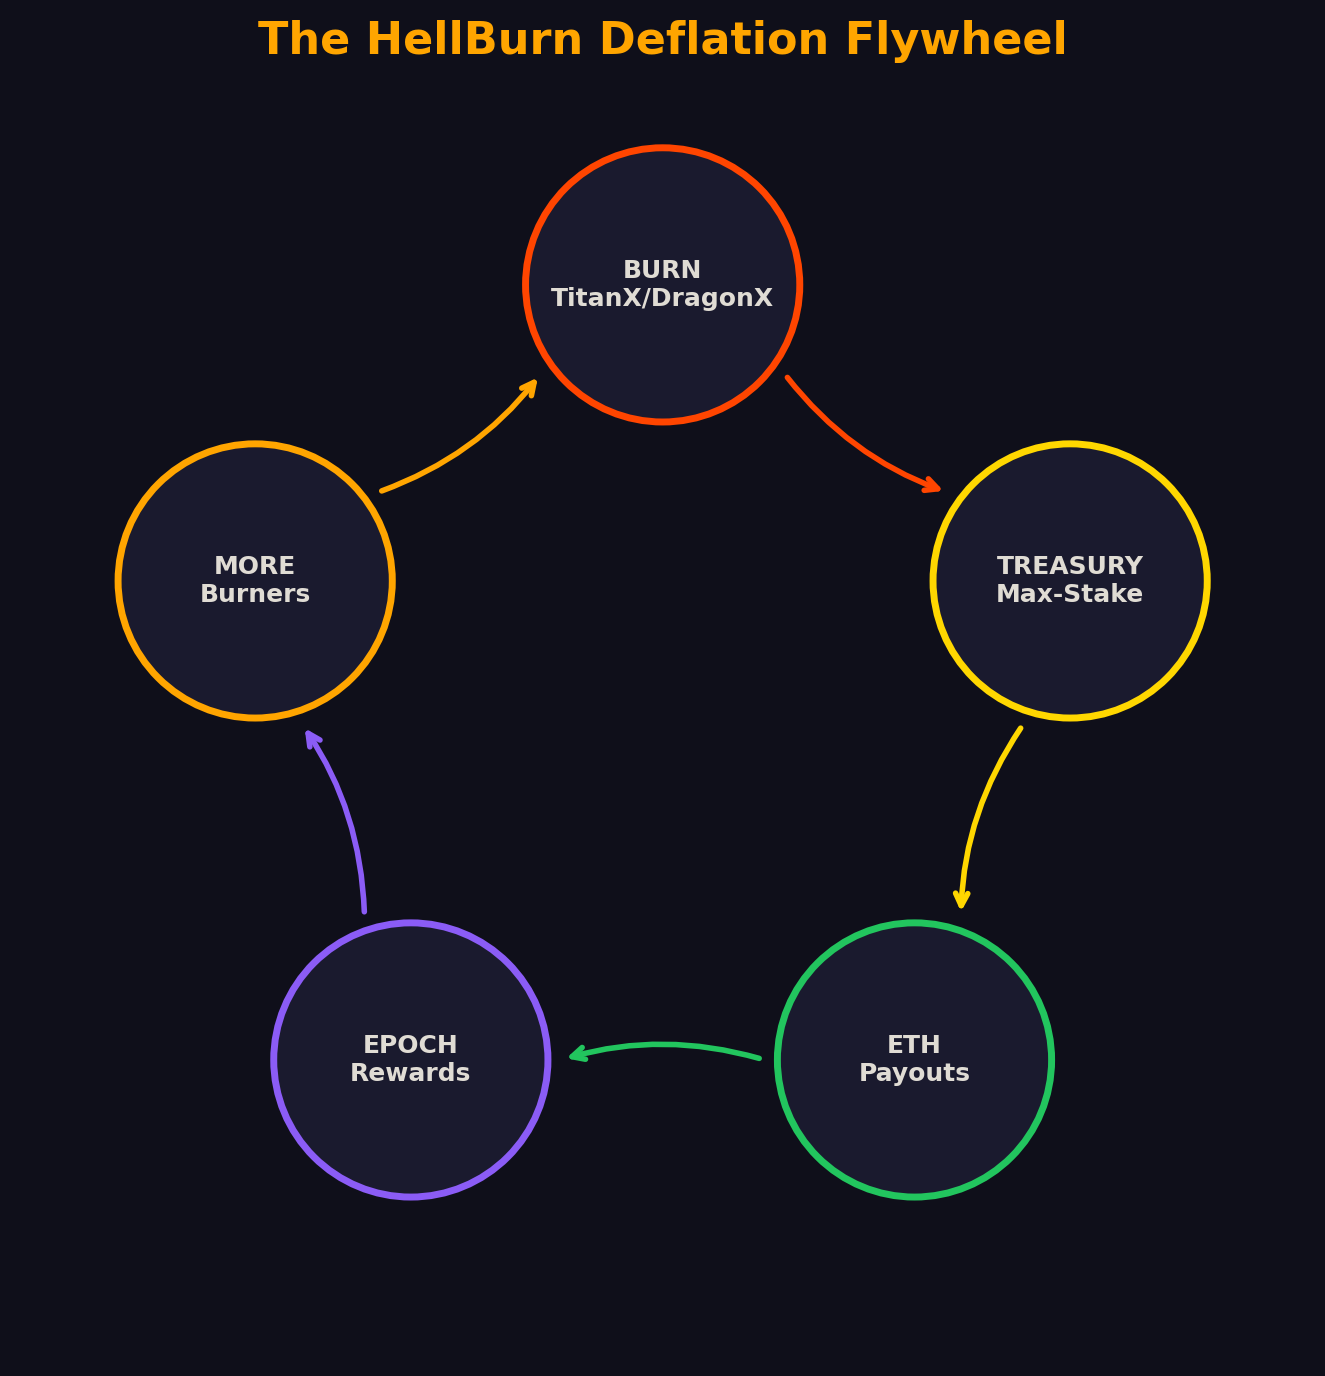 The HellBurn Deflation Flywheel
BURN
TitanX/DragonX
TREASURY
Max-Stake
ETH
Payouts
EPOCH
Rewards
MORE
Burners